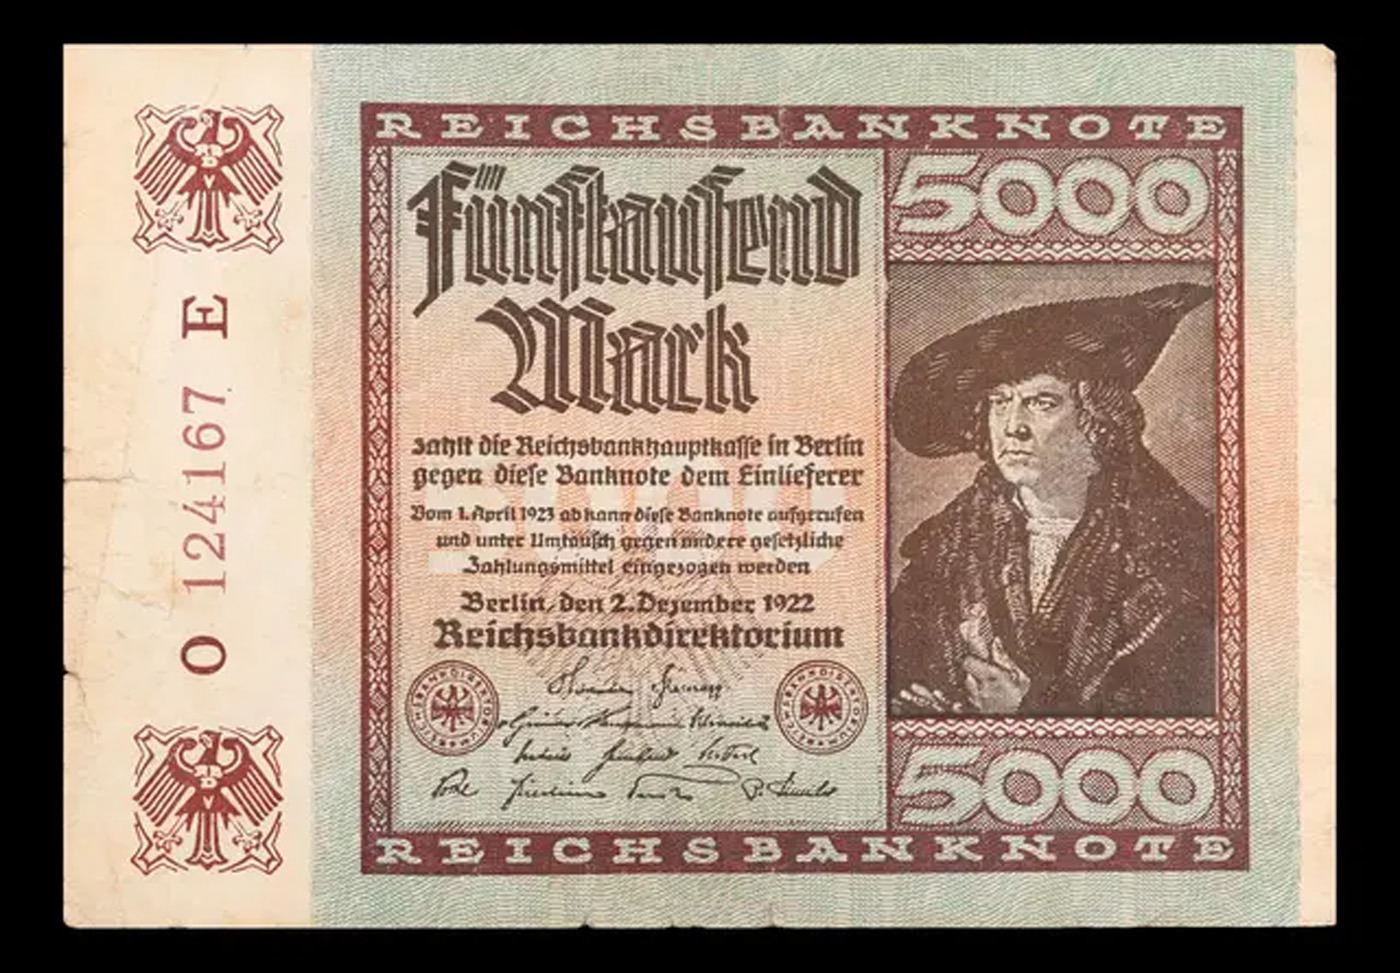 REICHSBANKNOTE
5000
Fünftausend
Mark
zahlt die Reichsbankhauptkasse in Berlin
gegen diese Banknote dem Einlieferer
Vom 1. April 1923 ab kann diese Banknote aufgerufen
und unter Umtausch gegen andere gesetzliche
Zahlungsmittel eingezogen werden
Berlin, den 2. Dezember 1922
Reichsbankdirektorium
5000
REICHSBANKNOTE
O 124167 E